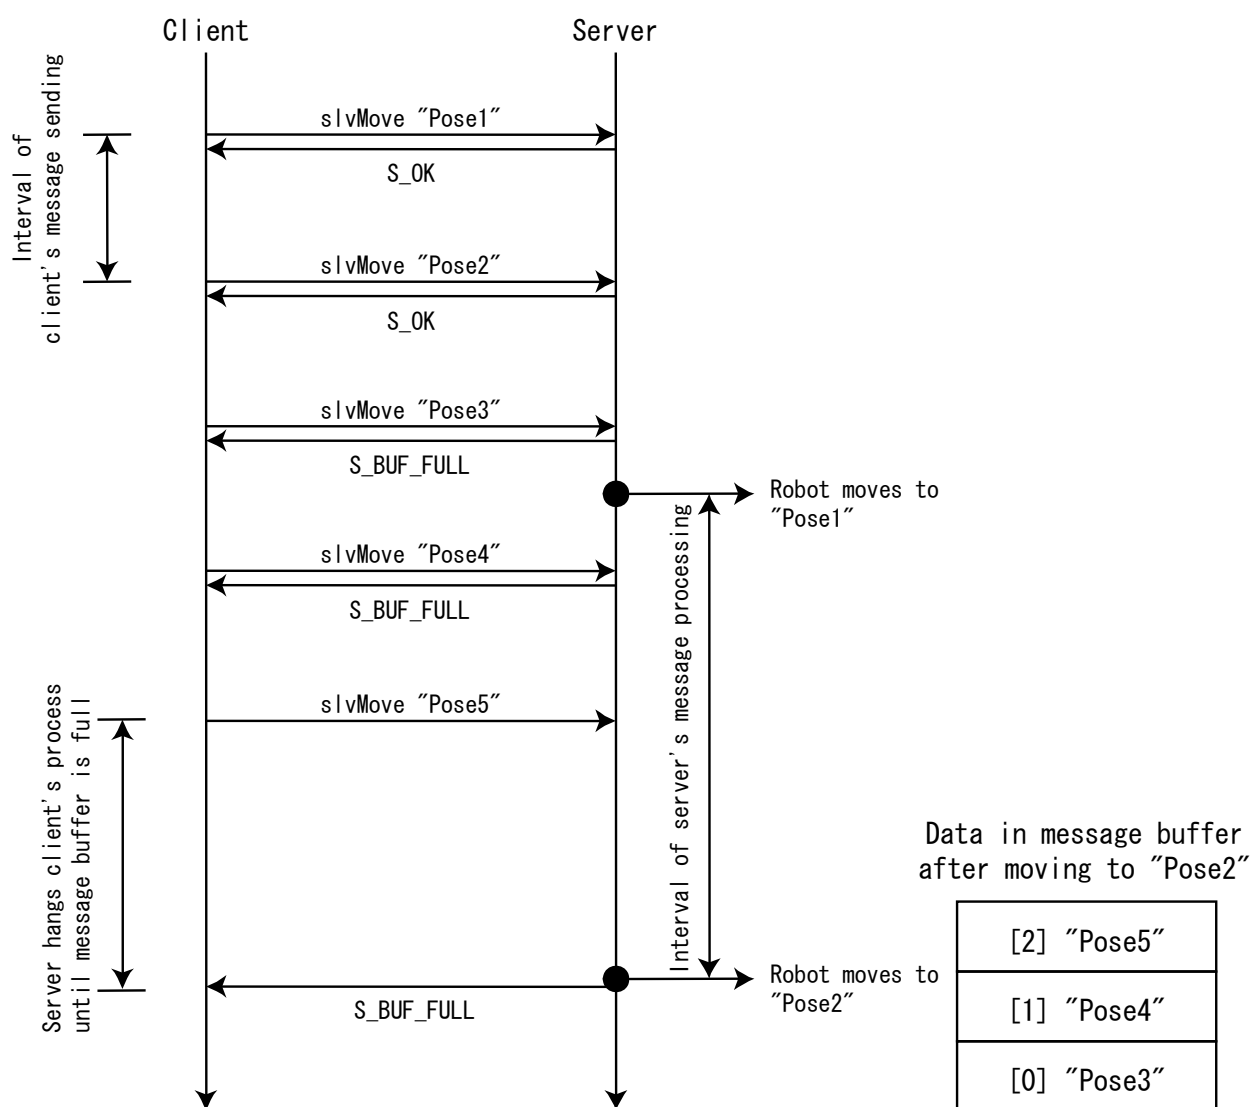 Client
Server
Interval of
client's message sending
slvMove "Pose1"
S_OK
slvMove "Pose2"
S_OK
slvMove "Pose3"
S_BUF_FULL
Robot moves to
"Pose1"
slvMove "Pose4"
S_BUF_FULL
Interval of server's message processing
slvMove "Pose5"
Server hangs client's process
until message buffer is full
S_BUF_FULL
Robot moves to
"Pose2"
Data in message buffer
after moving to "Pose2"
[2] "Pose5"
[1] "Pose4"
[0] "Pose3"